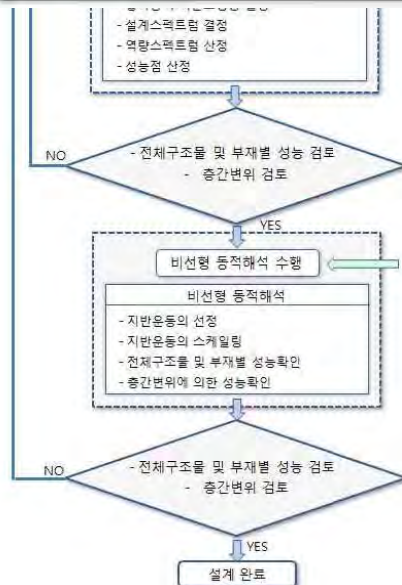 - 설계스펙트럼 결정
- 역량스펙트럼 산정
- 성능점 산정
NO
- 전체구조물 및 부재별 성능 검토
- 층간변위 검토
YES
비선형 동적해석 수행
비선형 동적해석
- 지반운동의 선정
- 지반운동의 스케일링
- 전체구조물 및 부재별 성능확인
- 층간변위에 의한 성능확인
NO
- 전체구조물 및 부재별 성능 검토
- 층간변위 검토
YES
설계 완료